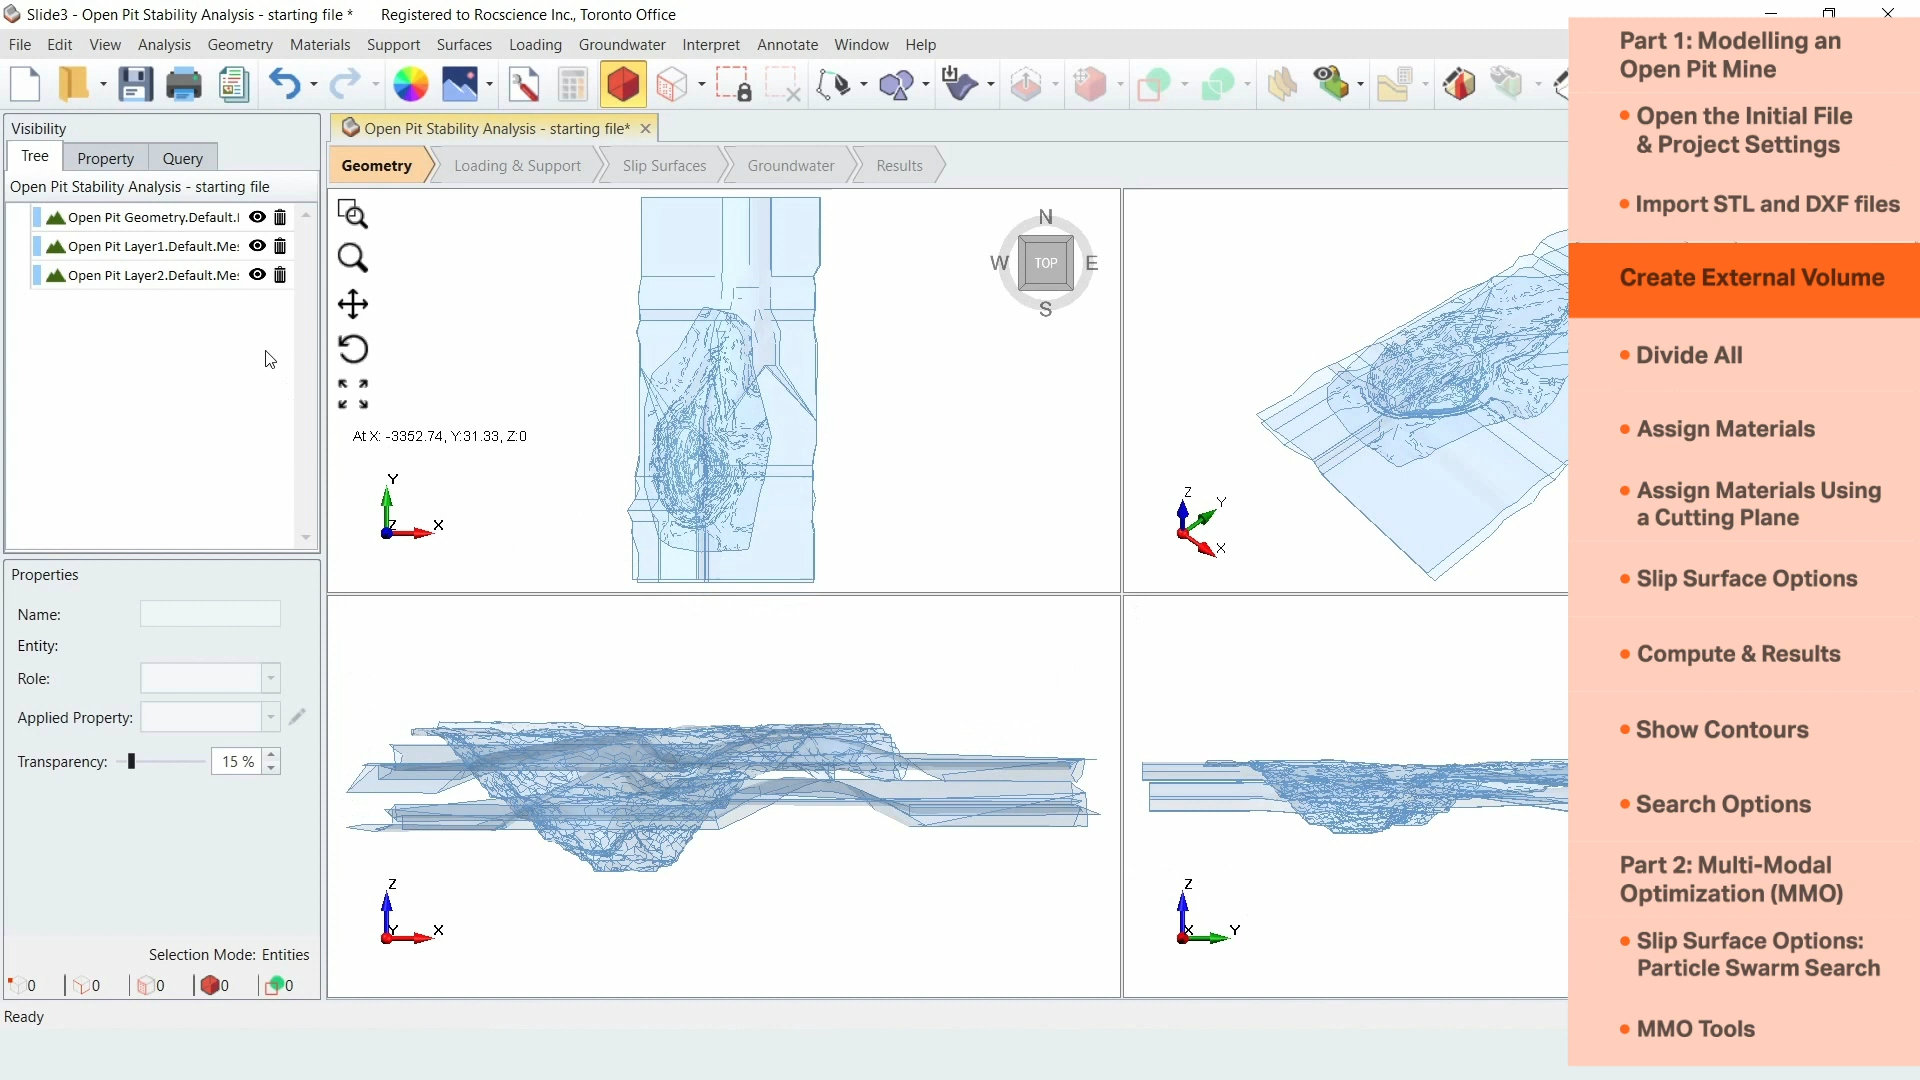 Slide3 - Open Pit Stability Analysis - starting file *
Registered to Rocscience Inc., Toronto Office
File Edit View Analysis Geometry Materials Support Surfaces Loading Groundwater Interpret Annotate Window Help
Visibility
Tree Property Query
Open Pit Stability Analysis - starting file
Open Pit Geometry.Default.
Open Pit Layer1.Default.Me
Open Pit Layer2.Default.Me
Properties
Name:
Entity:
Role:
Applied Property:
Transparency: 15 %
Selection Mode: Entities
0 0 0 0 0
Ready
Open Pit Stability Analysis - starting file*
Geometry Loading & Support Slip Surfaces Groundwater Results
N
W TOP E
S
At X: -3352.74, Y:31.33, Z:0
Y
Z X
Z Y
X
Z
Y X
Z
X Y
Part 1: Modelling an
Open Pit Mine
• Open the Initial File
& Project Settings
• Import STL and DXF files
Create External Volume
• Divide All
• Assign Materials
• Assign Materials Using
a Cutting Plane
• Slip Surface Options
• Compute & Results
• Show Contours
• Search Options
Part 2: Multi-Modal
Optimization (MMO)
• Slip Surface Options:
Particle Swarm Search
• MMO Tools